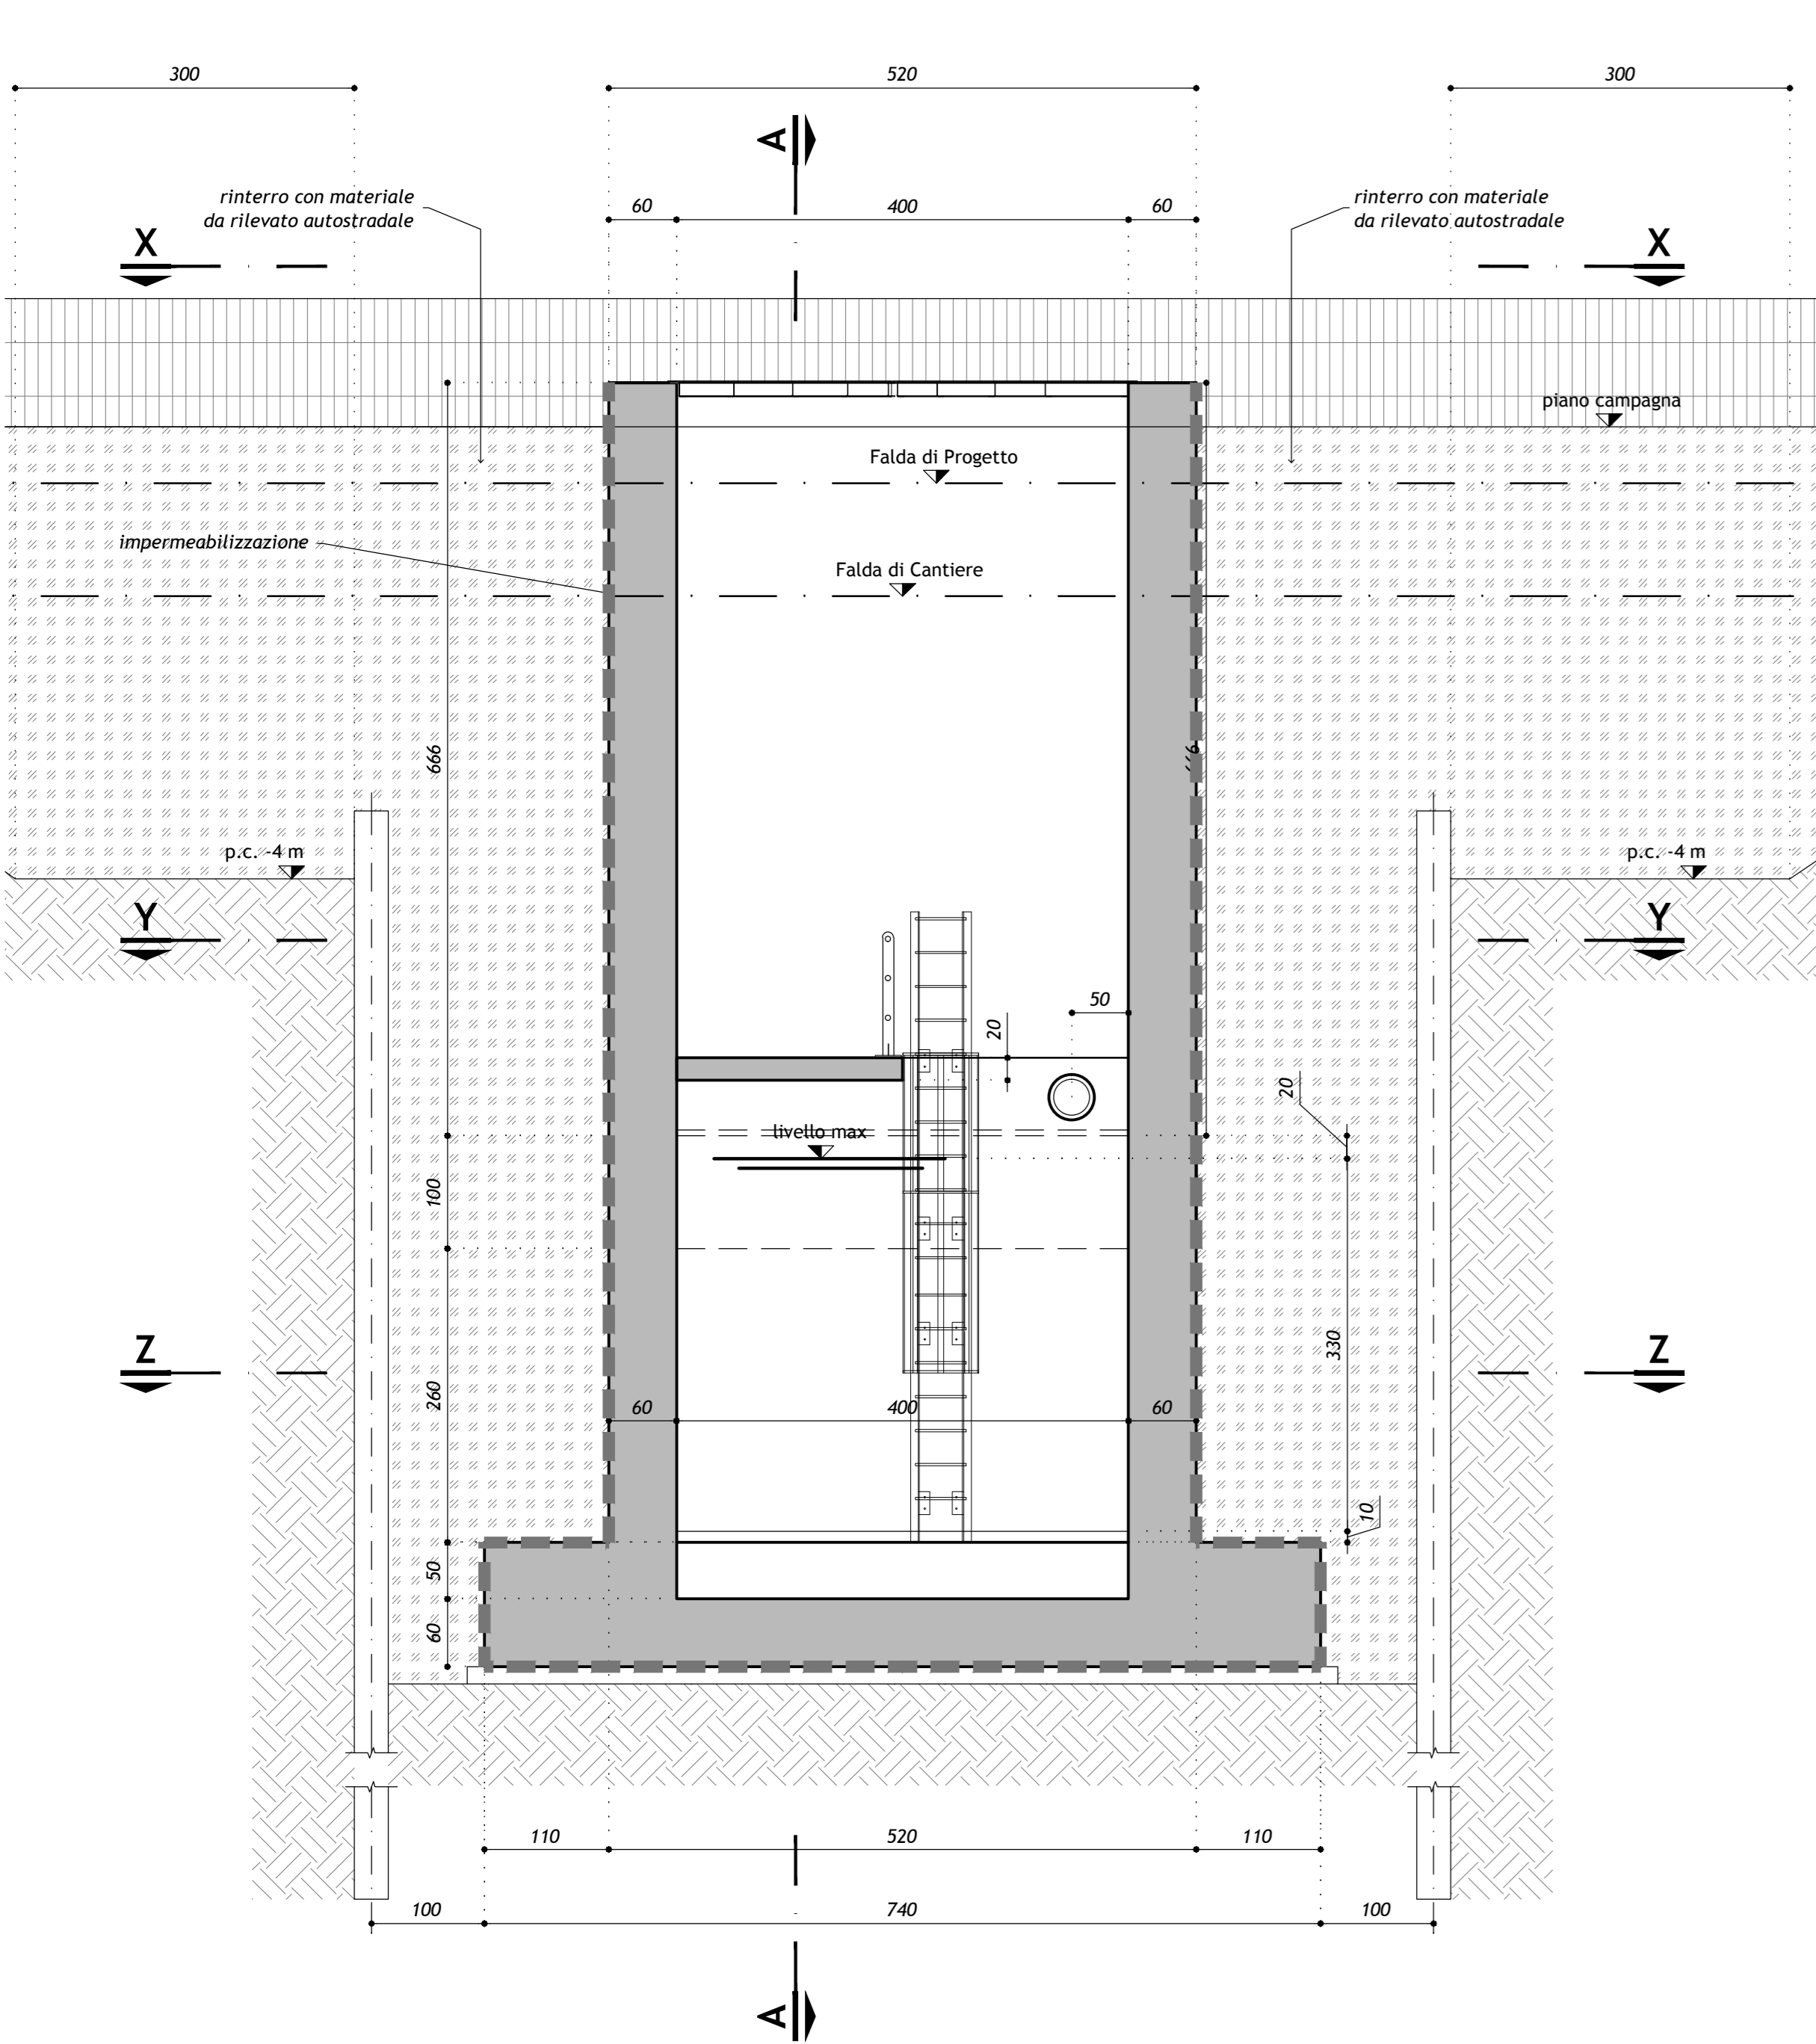 300
520
300
A
rinterro con materiale
da rilevato autostradale
60
400
60
rinterro con materiale
da rilevato autostradale
X
X
piano campagna
Falda di Progetto
impermeabilizzazione
Falda di Cantiere
666
666
p.c. -4 m
p.c. -4 m
Y
Y
50
20
20
livello max
100
330
Z
Z
260
60
400
60
10
50
60
110
520
110
100
740
100
A